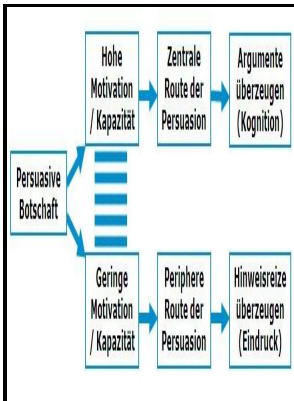 Hohe
Motivation
/ Kapazität
Zentrale
Route der
Persuasion
Argumente
überzeugen
(Kognition)
Persuasive
Botschaft
Geringe
Motivation
/ Kapazität
Periphere
Route der
Persuasion
Hinweisreize
überzeugen
(Eindruck)